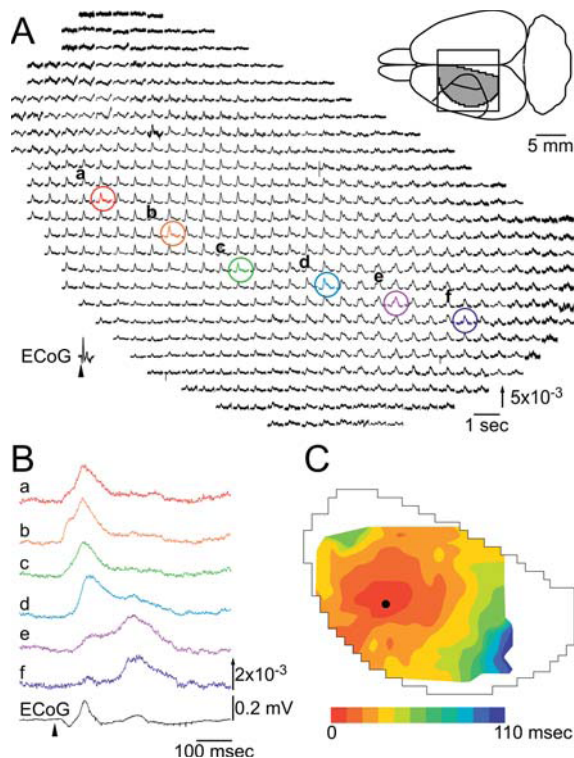 A
5 mm
a
b
c
d
e
f
ECoG
5x10⁻³
1 sec
B
a
b
c
d
e
f
ECoG
2x10⁻³
0.2 mV
100 msec
C
0
110 msec